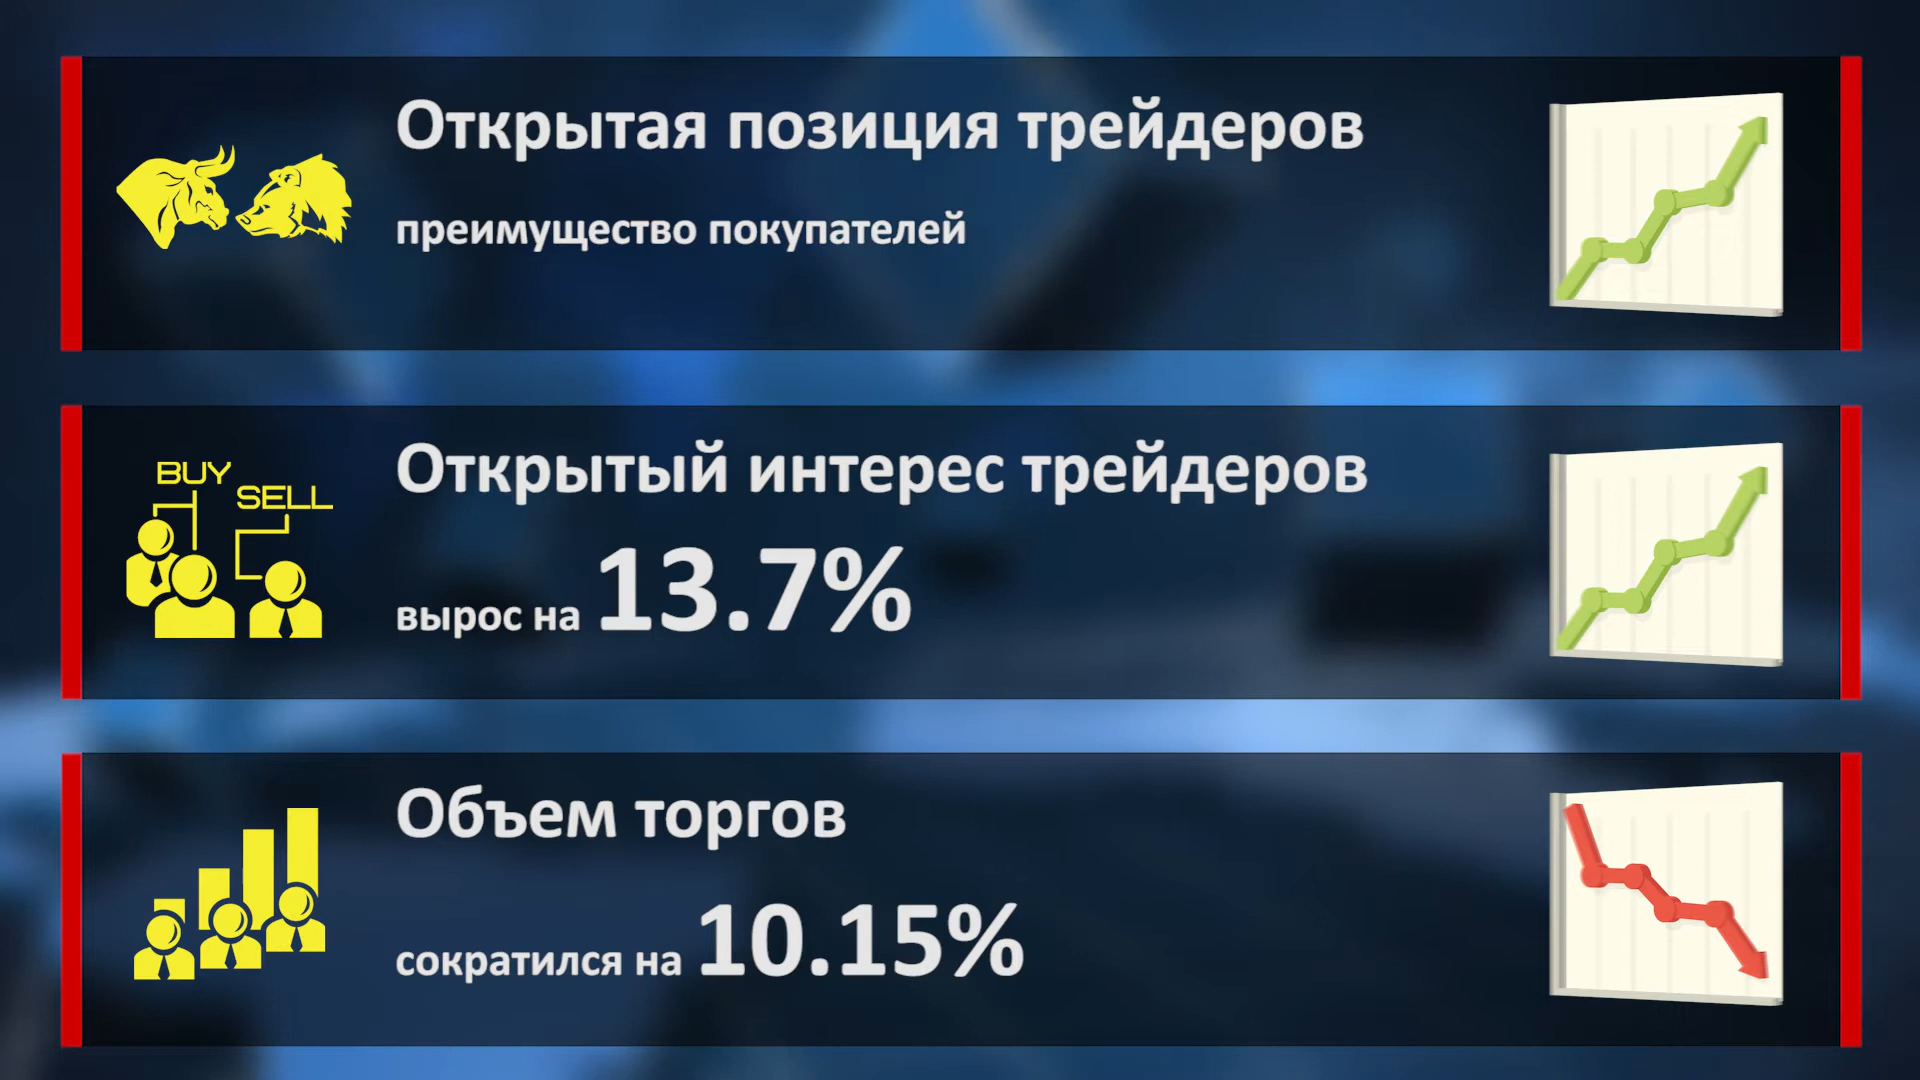 Открытая позиция трейдеров
преимущество покупателей
BUY
SELL
Открытый интерес трейдеров
вырос на 13.7%
Объем торгов
сократился на 10.15%